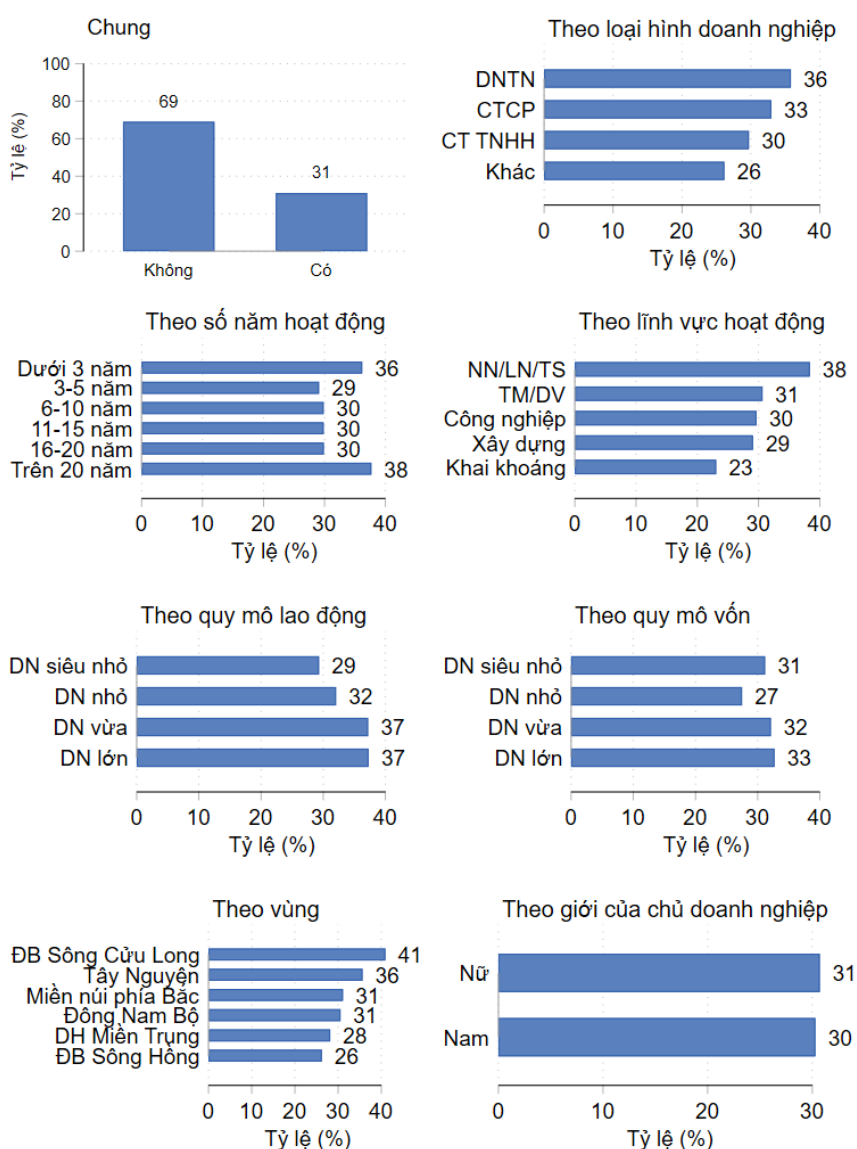 Chung
Tỷ lệ (%)
100
80
60
40
20
0
69
31
Không
Có
Theo loại hình doanh nghiệp
DNTN 36
CTCP 33
CT TNHH 30
Khác 26
0 10 20 30 40
Tỷ lệ (%)
Theo số năm hoạt động
Dưới 3 năm 36
3-5 năm 29
6-10 năm 30
11-15 năm 30
16-20 năm 30
Trên 20 năm 38
0 10 20 30 40
Tỷ lệ (%)
Theo lĩnh vực hoạt động
NN/LN/TS 38
TM/DV 31
Công nghiệp 30
Xây dựng 29
Khai khoáng 23
0 10 20 30 40
Tỷ lệ (%)
Theo quy mô lao động
DN siêu nhỏ 29
DN nhỏ 32
DN vừa 37
DN lớn 37
0 10 20 30 40
Tỷ lệ (%)
Theo quy mô vốn
DN siêu nhỏ 31
DN nhỏ 27
DN vừa 32
DN lớn 33
0 10 20 30 40
Tỷ lệ (%)
Theo vùng
ĐB Sông Cửu Long 41
Tây Nguyên 36
Miền núi phía Bắc 31
Đông Nam Bộ 31
DH Miền Trung 28
ĐB Sông Hồng 26
0 10 20 30 40
Tỷ lệ (%)
Theo giới của chủ doanh nghiệp
Nữ 31
Nam 30
0 10 20 30
Tỷ lệ (%)